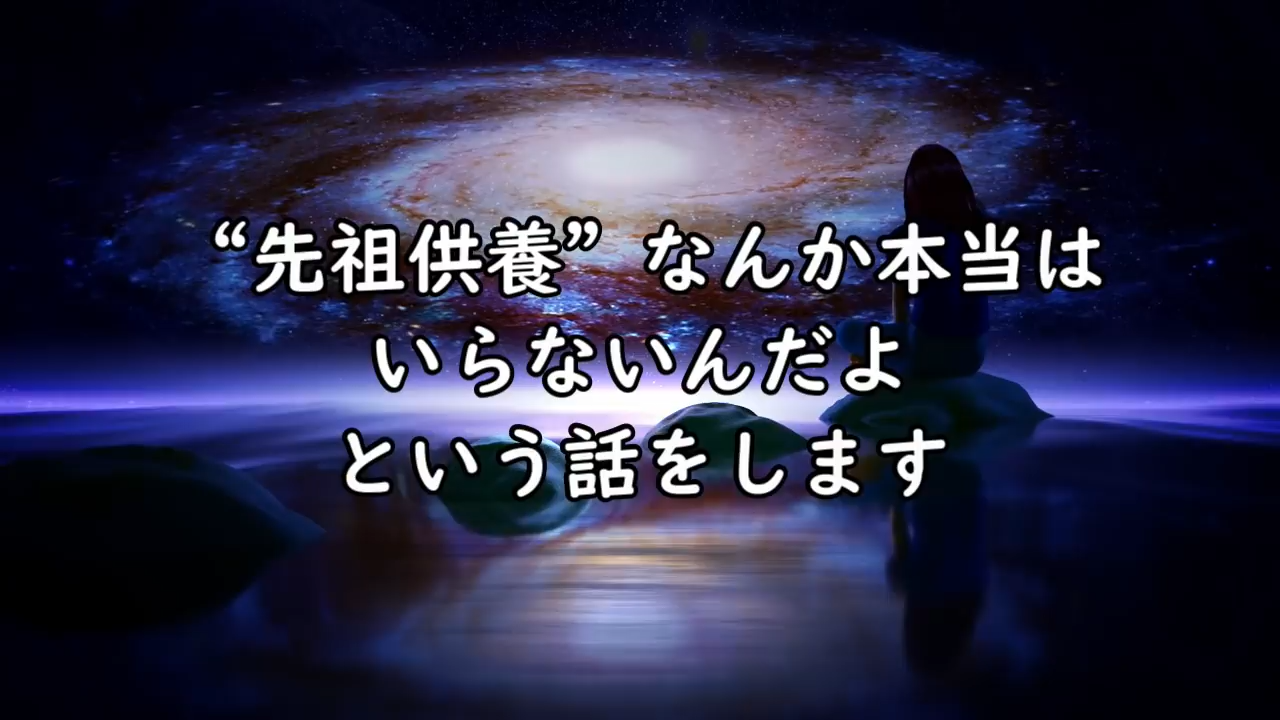 “先祖供養”なんか本当は
いらないんだよ
という話をします